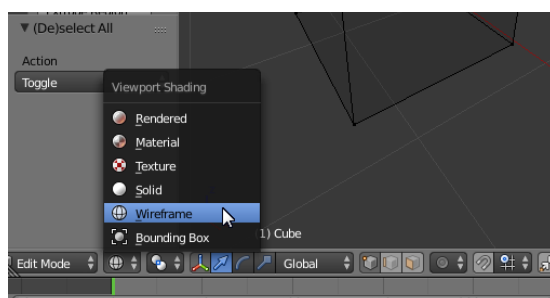 (De)select All
Action
Toggle
Viewport Shading
Rendered
Material
Texture
Solid
Wireframe
Bounding Box
1) Cube
Edit Mode
Global